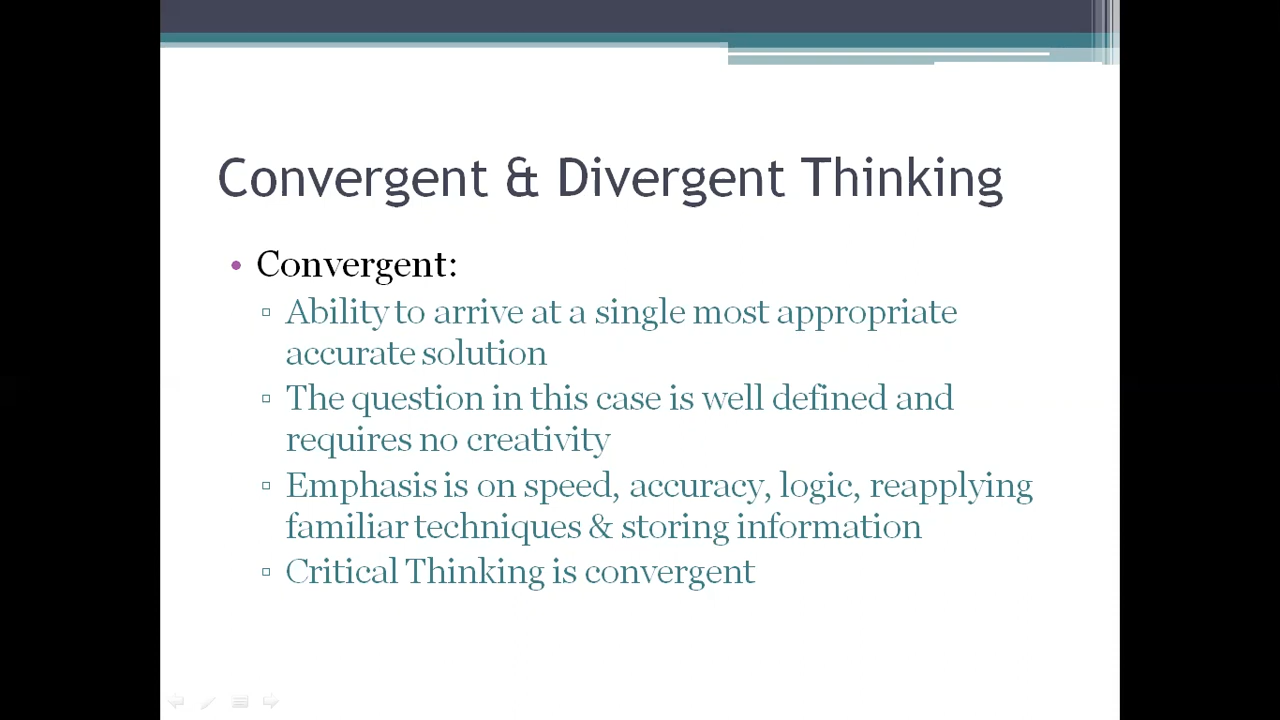 Convergent & Divergent Thinking
• Convergent:
▫ Ability to arrive at a single most appropriate
accurate solution
▫ The question in this case is well defined and
requires no creativity
▫ Emphasis is on speed, accuracy, logic, reapplying
familiar techniques & storing information
▫ Critical Thinking is convergent